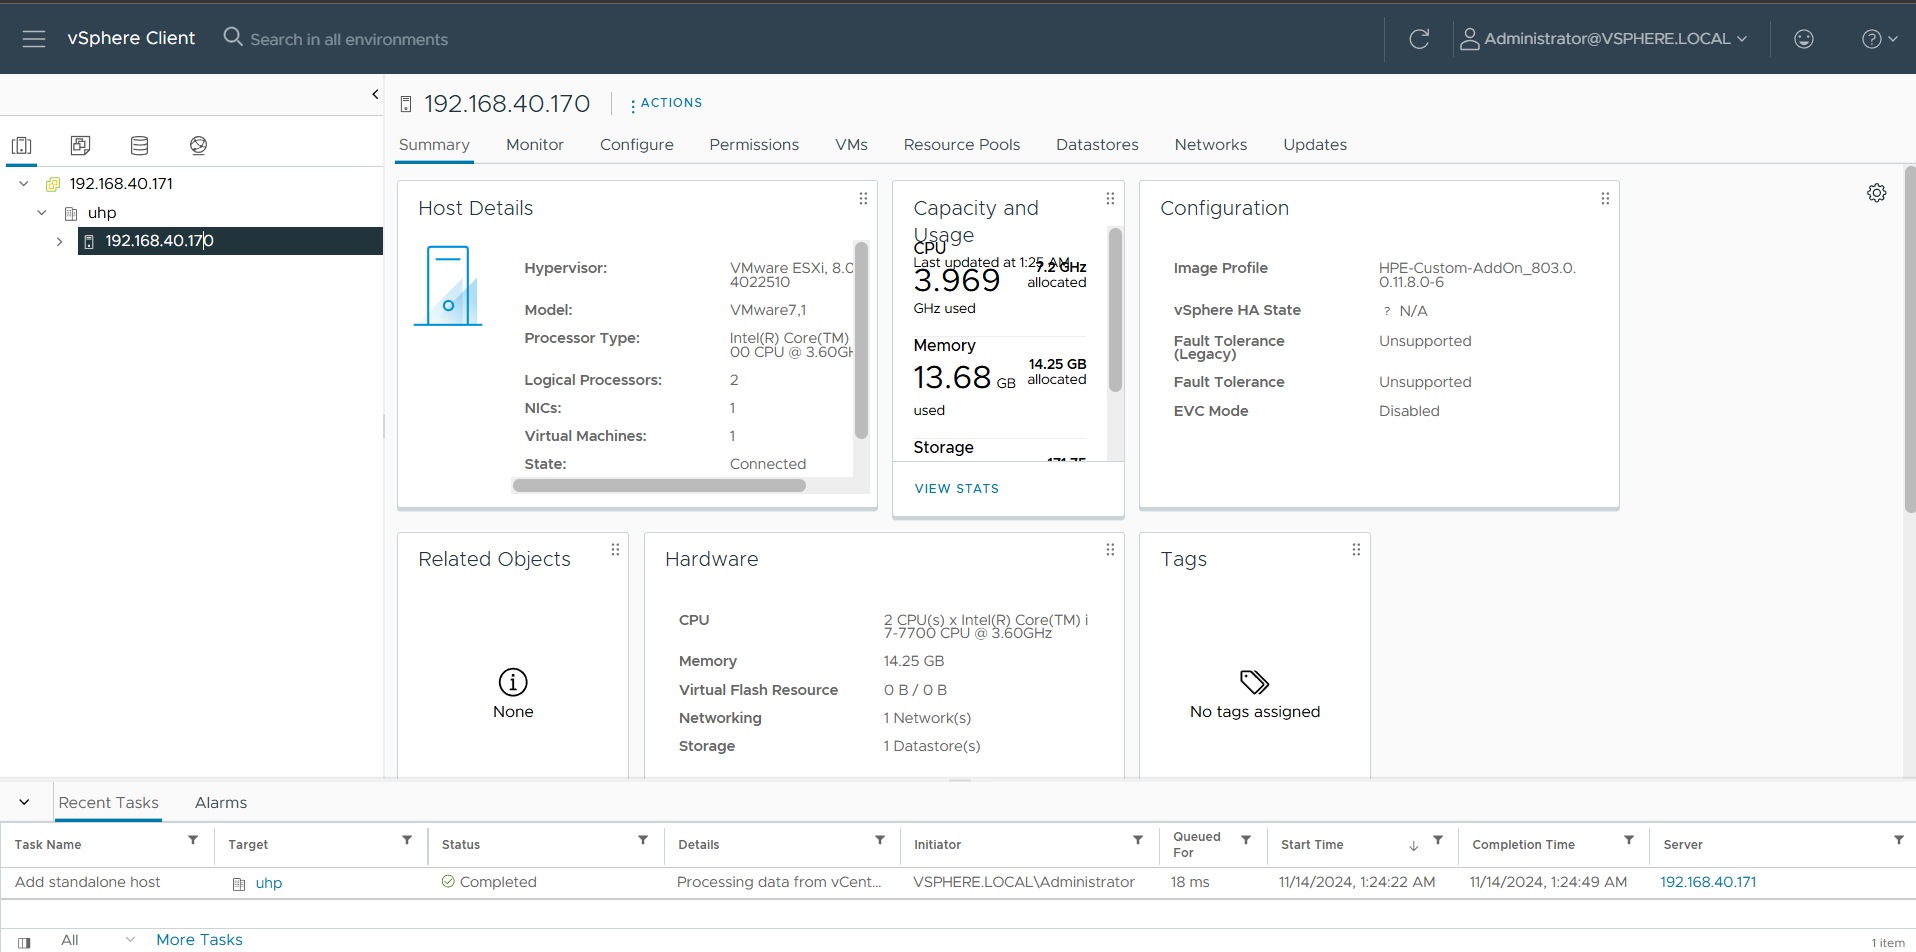 vSphere Client
Search in all environments
Administrator@VSPHERE.LOCAL
192.168.40.170
ACTIONS
Summary
Monitor
Configure
Permissions
VMs
Resource Pools
Datastores
Networks
Updates
192.168.40.171
uhp
192.168.40.170
Host Details
Hypervisor:
VMware ESXi, 8.0
4022510
Model:
VMware7,1
Processor Type:
Intel(R) Core(TM)
00 CPU @ 3.60GH
Logical Processors:
2
NICs:
1
Virtual Machines:
1
State:
Connected
Capacity and
Usage
Last updated at 1:25 AM
CPU
3.969
GHz used
7.2 GHz
allocated
Memory
13.68 GB
used
14.25 GB
allocated
Storage
171.75
VIEW STATS
Configuration
Image Profile
HPE-Custom-AddOn_803.0.
0.11.8.0-6
vSphere HA State
? N/A
Fault Tolerance
(Legacy)
Unsupported
Fault Tolerance
Unsupported
EVC Mode
Disabled
Related Objects
None
Hardware
CPU
2 CPU(s) x Intel(R) Core(TM) i
7-7700 CPU @ 3.60GHz
Memory
14.25 GB
Virtual Flash Resource
0 B / 0 B
Networking
1 Network(s)
Storage
1 Datastore(s)
Tags
No tags assigned
Recent Tasks
Alarms
Task Name
Target
Status
Details
Initiator
Queued
For
Start Time
Completion Time
Server
Add standalone host
uhp
Completed
Processing data from vCent...
VSPHERE.LOCAL\Administrator
18 ms
11/14/2024, 1:24:22 AM
11/14/2024, 1:24:49 AM
192.168.40.171
All
More Tasks
1 item